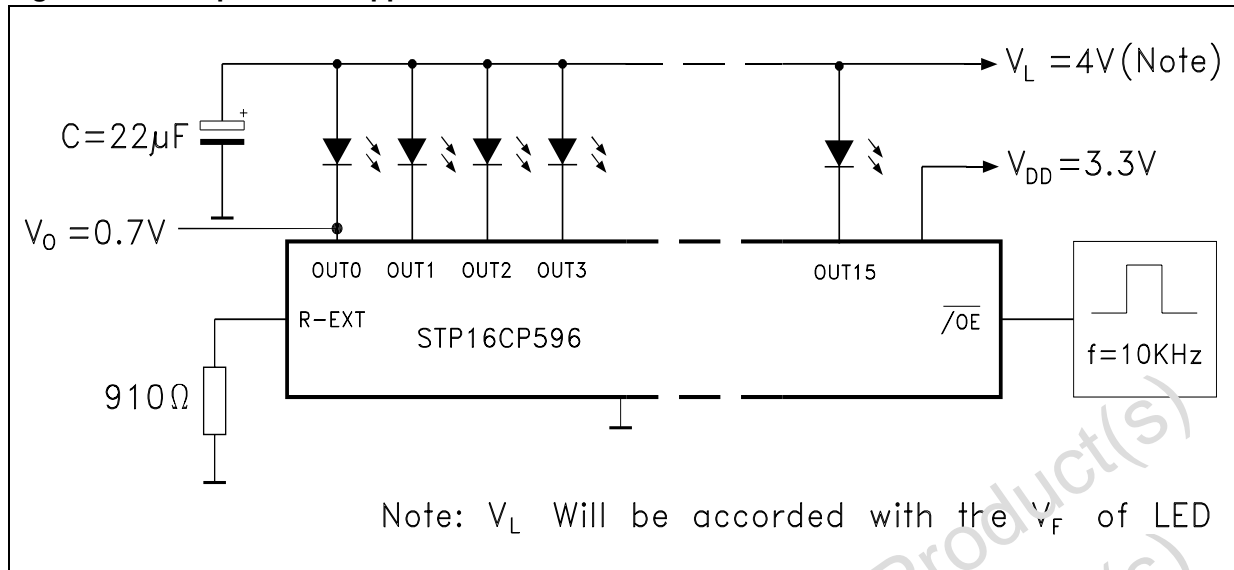 V_L =4V(Note)
C=22µF
V_DD =3.3V
V_O =0.7V
OUT0 OUT1 OUT2 OUT3 OUT15
R-EXT
/OE
STP16CP596
f=10KHz
910Ω
Note: V_L Will be accorded with the V_F of LED
Product(s)